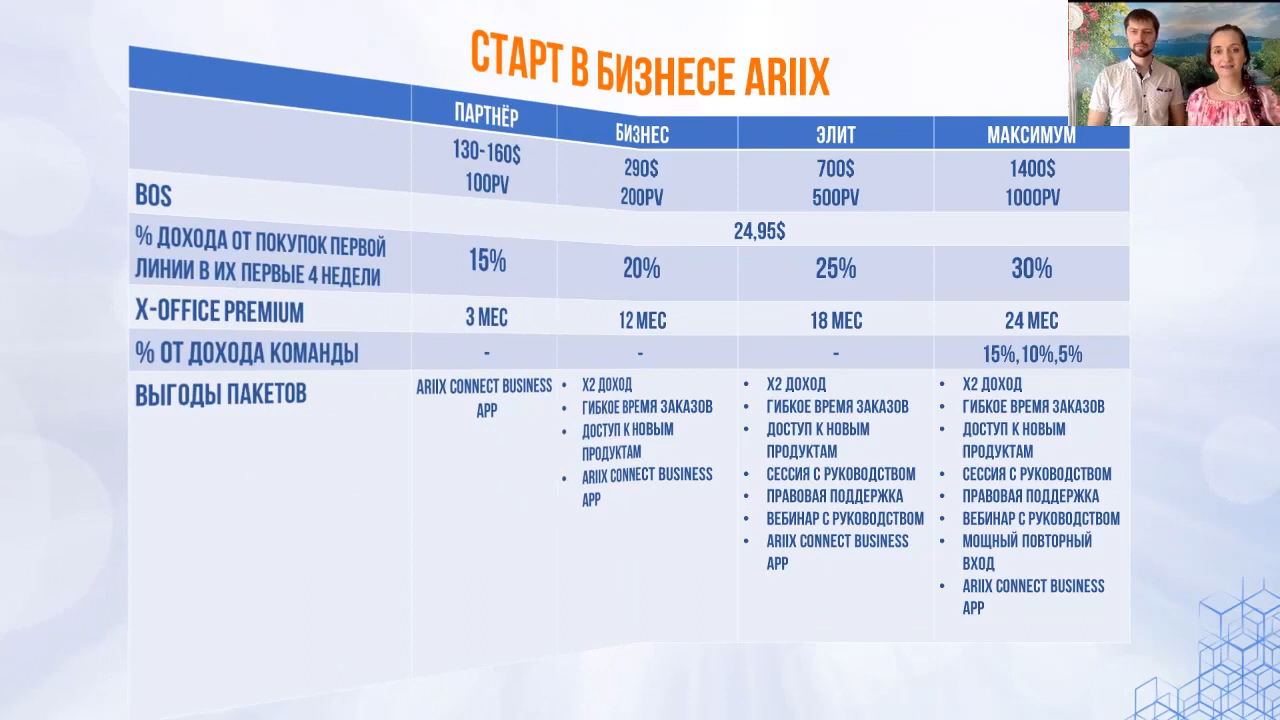 СТАРТ В БИЗНЕСЕ ARIIX
ПАРТНЁР
БИЗНЕС
ЭЛИТ
МАКСИМУМ
130-160$
100PV
290$
200PV
700$
500PV
1400$
1000PV
BOS
24,95$
% ДОХОДА ОТ ПОКУПОК ПЕРВОЙ
ЛИНИИ В ИХ ПЕРВЫЕ 4 НЕДЕЛИ
15%
20%
25%
30%
X-OFFICE PREMIUM
3 МЕС
12 МЕС
18 МЕС
24 МЕС
% ОТ ДОХОДА КОМАНДЫ
-
-
-
15%,10%,5%
ВЫГОДЫ ПАКЕТОВ
ARIIX CONNECT BUSINESS
APP
• X2 ДОХОД
• ГИБКОЕ ВРЕМЯ ЗАКАЗОВ
• ДОСТУП К НОВЫМ
ПРОДУКТАМ
• ARIIX CONNECT BUSINESS
APP
• X2 ДОХОД
• ГИБКОЕ ВРЕМЯ ЗАКАЗОВ
• ДОСТУП К НОВЫМ
ПРОДУКТАМ
• СЕССИЯ С РУКОВОДСТВОМ
• ПРАВОВАЯ ПОДДЕРЖКА
• ВЕБИНАР С РУКОВОДСТВОМ
• ARIIX CONNECT BUSINESS
APP
• X2 ДОХОД
• ГИБКОЕ ВРЕМЯ ЗАКАЗОВ
• ДОСТУП К НОВЫМ
ПРОДУКТАМ
• СЕССИЯ С РУКОВОДСТВОМ
• ПРАВОВАЯ ПОДДЕРЖКА
• ВЕБИНАР С РУКОВОДСТВОМ
• МОЩНЫЙ ПОВТОРНЫЙ
ВХОД
• ARIIX CONNECT BUSINESS
APP